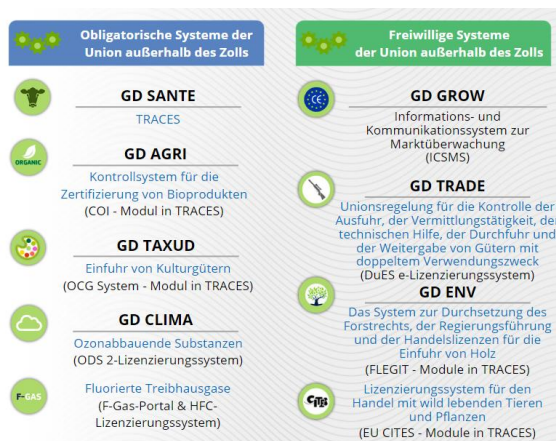 Obligatorische Systeme der
Union außerhalb des Zolls
GD SANTE
TRACES
ORGANIC
GD AGRI
Kontrollsystem für die
Zertifizierung von Bioprodukten
(COI - Modul in TRACES)
GD TAXUD
Einfuhr von Kulturgütern
(OCG System - Modul in TRACES)
GD CLIMA
Ozonabbauende Substanzen
(ODS 2-Lizenzierungssystem)
F-GAS
Fluorierte Treibhausgase
(F-Gas-Portal & HFC-
Lizenzierungssystem)
Freiwillige Systeme
der Union außerhalb des Zolls
CE
GD GROW
Informations- und
Kommunikationssystem zur
Marktüberwachung
(ICSMS)
GD TRADE
Unionsregelung für die Kontrolle der
Ausfuhr, der Vermittlungstätigkeit, der
technischen Hilfe, der Durchfuhr und
der Weitergabe von Gütern mit
doppeltem Verwendungszweck
(DuES e-Lizenzierungssystem)
GD ENV
Das System zur Durchsetzung des
Forstrechts, der Regierungsführung
und der Handelslizenzen für die
Einfuhr von Holz
(FLEGIT - Module in TRACES)
CITES
Lizenzierungssystem für den
Handel mit wild lebenden Tieren
und Pflanzen
(EU CITES - Module in TRACES)